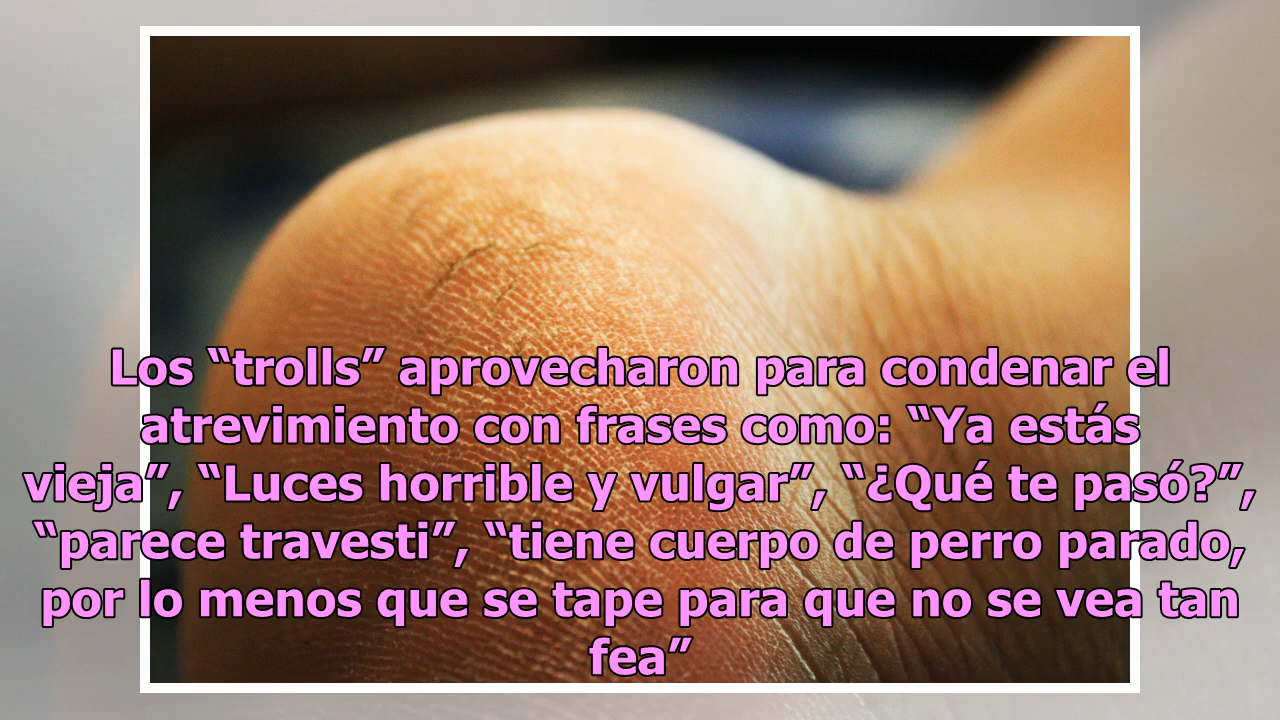 Los “trolls” aprovecharon para condenar el
atrevimiento con frases como: “Ya estás
vieja”, “Luces horrible y vulgar”, “¿Qué te pasó?”,
“parece travesti”, “tiene cuerpo de perro parado,
por lo menos que se tape para que no se vea tan
fea”